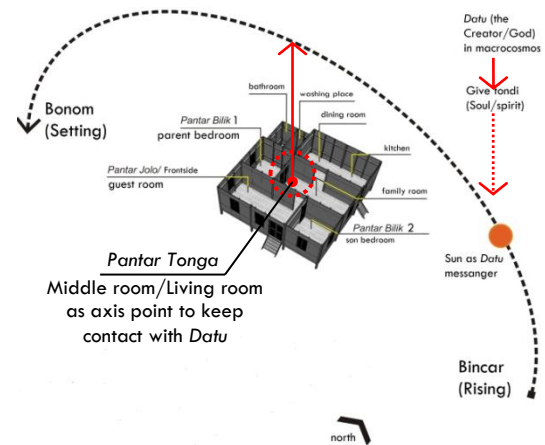 Datu (the
Creator/God)
in macrocosmos
Give tondi
(Soul/spirit)
Bonom
(Setting)
bathroom
washing place
dining room
Pantar Bilik 1
parent bedroom
kitchen
Pantar Jolo/ Frontside
guest room
family room
Pantar Bilik 2
son bedroom
Pantar Tonga
Middle room/Living room
as axis point to keep
contact with Datu
Sun as Datu
messanger
Bincar
(Rising)
north